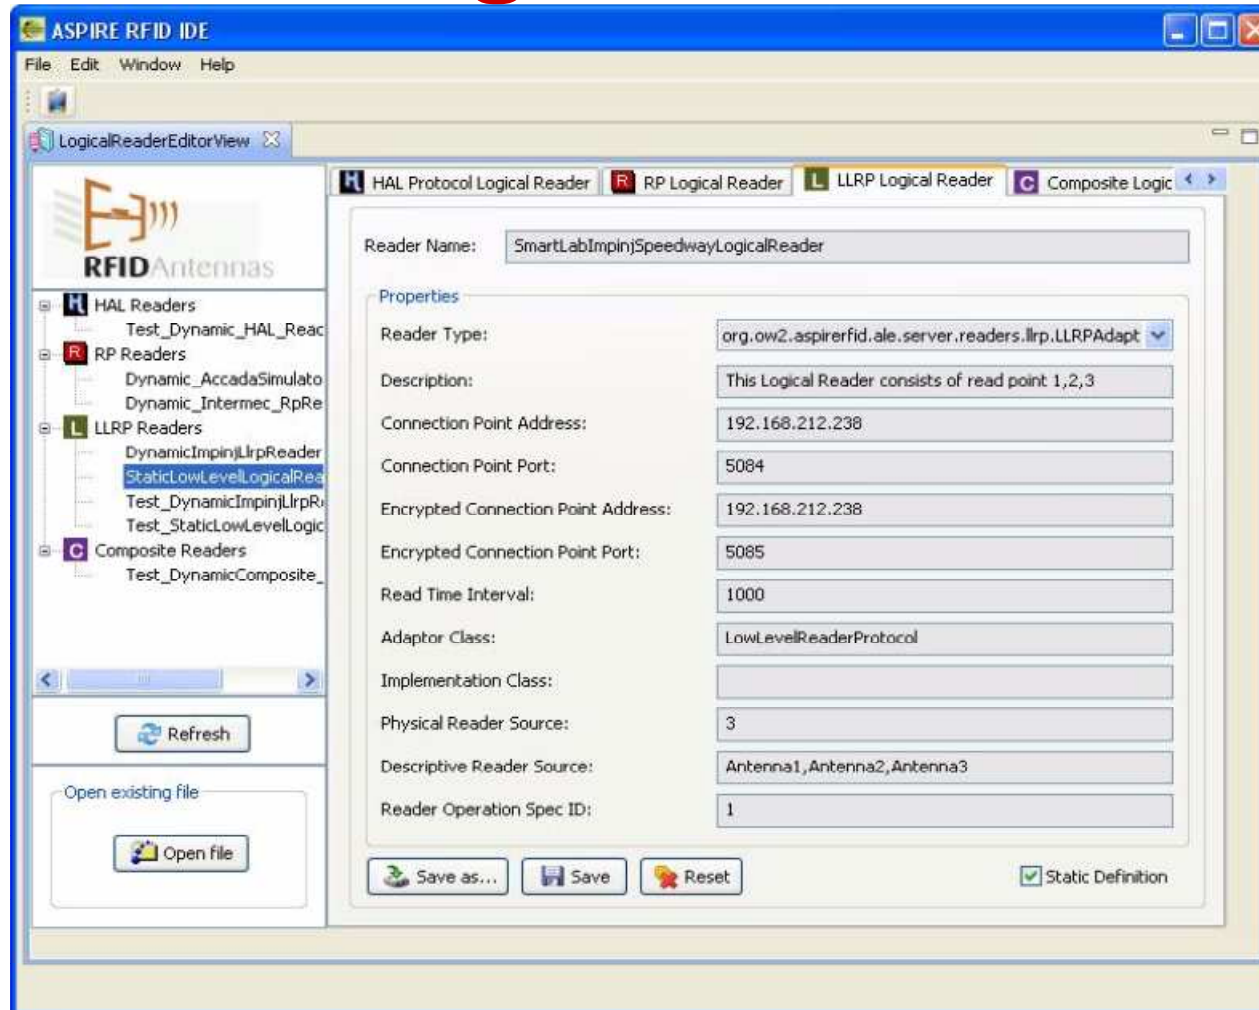 ASPIRE RFID IDE
File Edit Window Help
LogicalReaderEditorView
RFIDAntennas
HAL Readers
Test_Dynamic_HAL_Reac
RP Readers
Dynamic_AccadaSimulato
Dynamic_Intermec_RpRe
LLRP Readers
DynamicImpinjLlrpReader
StaticLowLevelLogicalRea
Test_DynamicImpinjLlrpR
Test_StaticLowLevelLogic
Composite Readers
Test_DynamicComposite_
Refresh
Open existing file
Open file
H HAL Protocol Logical Reader R RP Logical Reader L LLRP Logical Reader C Composite Logic
Reader Name: SmartLabImpinjSpeedwayLogicalReader
Properties
Reader Type: org.ow2.aspirerfid.ale.server.readers.llrp.LLRPAdapt
Description: This Logical Reader consists of read point 1,2,3
Connection Point Address: 192.168.212.238
Connection Point Port: 5084
Encrypted Connection Point Address: 192.168.212.238
Encrypted Connection Point Port: 5085
Read Time Interval: 1000
Adaptor Class: LowLevelReaderProtocol
Implementation Class:
Physical Reader Source: 3
Descriptive Reader Source: Antenna1,Antenna2,Antenna3
Reader Operation Spec ID: 1
Save as... Save Reset Static Definition